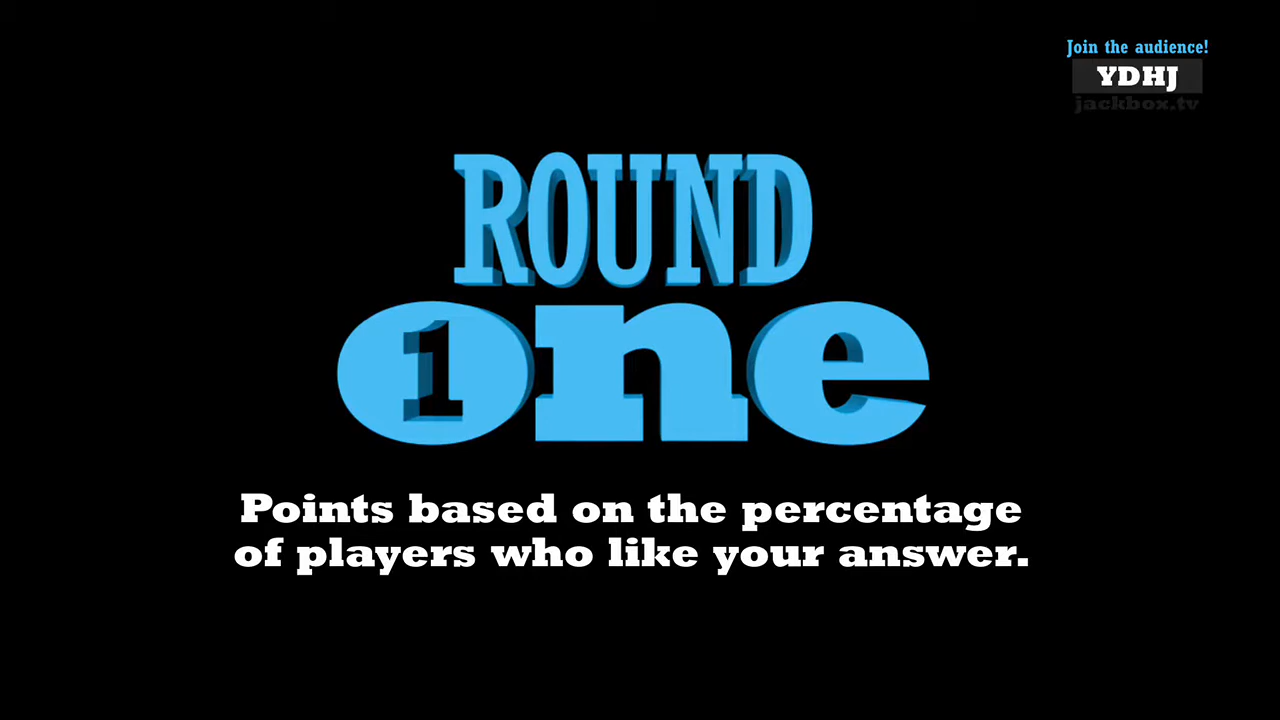 Join the audience!
YDHJ
jackbox.tv
ROUND
One
1
Points based on the percentage
of players who like your answer.